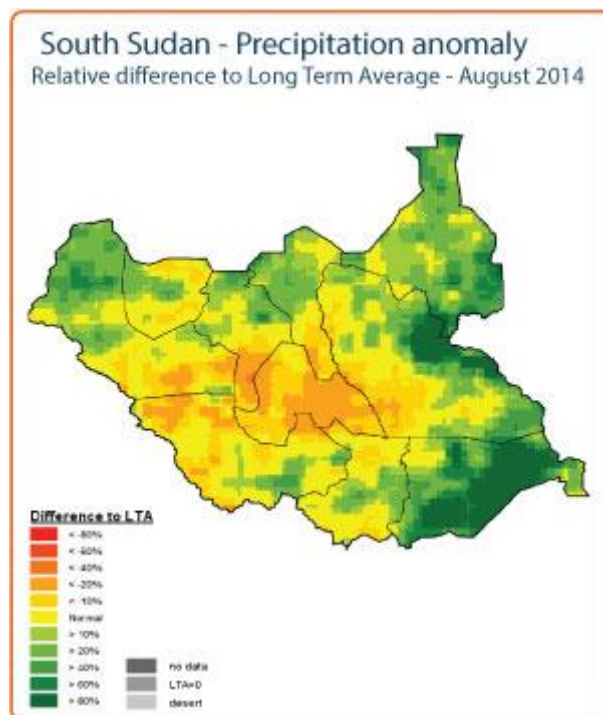 South Sudan - Precipitation anomaly
Relative difference to Long Term Average - August 2014
Difference to LTA
< -80%
< -60%
< -40%
< -20%
< -10%
Normal
> 10%
> 20%
> 40%
> 60%
> 80%
no data
LTA=0
desert